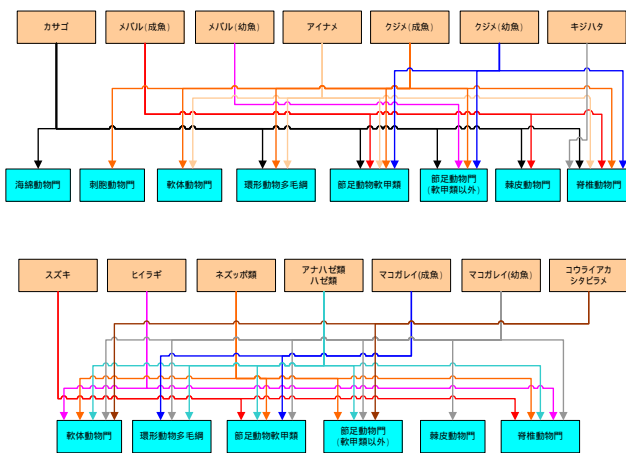 カサゴ
メバル(成魚)
メバル(幼魚)
アイナメ
クジメ(成魚)
クジメ(幼魚)
キジハタ
海綿動物門
刺胞動物門
軟体動物門
環形動物多毛綱
節足動物軟甲類
節足動物門
(軟甲類以外)
棘皮動物門
脊椎動物門
スズキ
ヒイラギ
ネズッポ類
アナハゼ類
ハゼ類
マコガレイ(成魚)
マコガレイ(幼魚)
コウライアカ
シタビラメ
軟体動物門
環形動物多毛綱
節足動物軟甲類
節足動物門
(軟甲類以外)
棘皮動物門
脊椎動物門